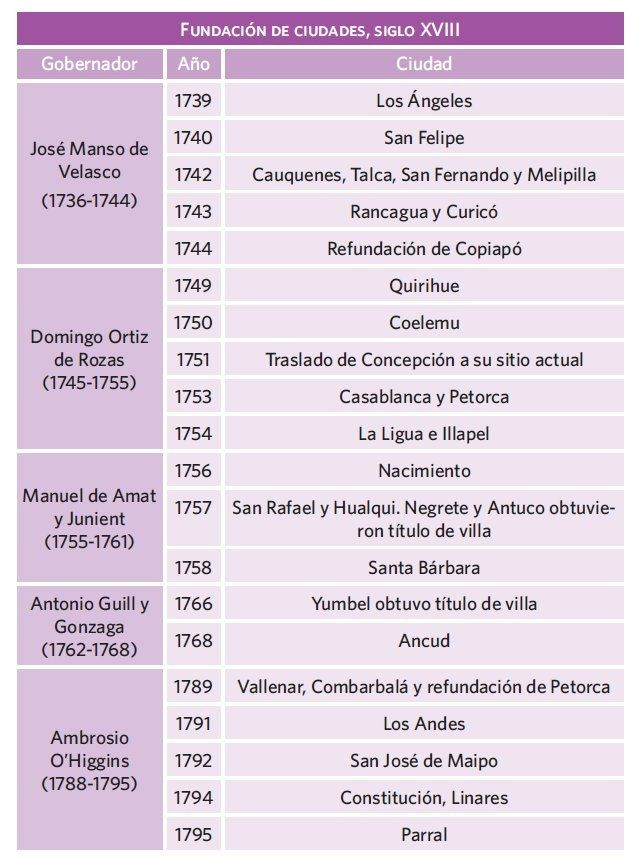 FUNDACIÓN DE CIUDADES, SIGLO XVIII
Gobernador Año Ciudad
José Manso de
Velasco
(1736-1744)
1739 Los Ángeles
1740 San Felipe
1742 Cauquenes, Talca, San Fernando y Melipilla
1743 Rancagua y Curicó
1744 Refundación de Copiapó
Domingo Ortiz
de Rozas
(1745-1755)
1749 Quirihue
1750 Coelemu
1751 Traslado de Concepción a su sitio actual
1753 Casablanca y Petorca
1754 La Ligua e Illapel
Manuel de Amat
y Junient
(1755-1761)
1756 Nacimiento
1757 San Rafael y Hualqui. Negrete y Antuco obtuvie-
ron título de villa
1758 Santa Bárbara
Antonio Guill y
Gonzaga
(1762-1768)
1766 Yumbel obtuvo título de villa
1768 Ancud
Ambrosio
O'Higgins
(1788-1795)
1789 Vallenar, Combarbalá y refundación de Petorca
1791 Los Andes
1792 San José de Maipo
1794 Constitución, Linares
1795 Parral